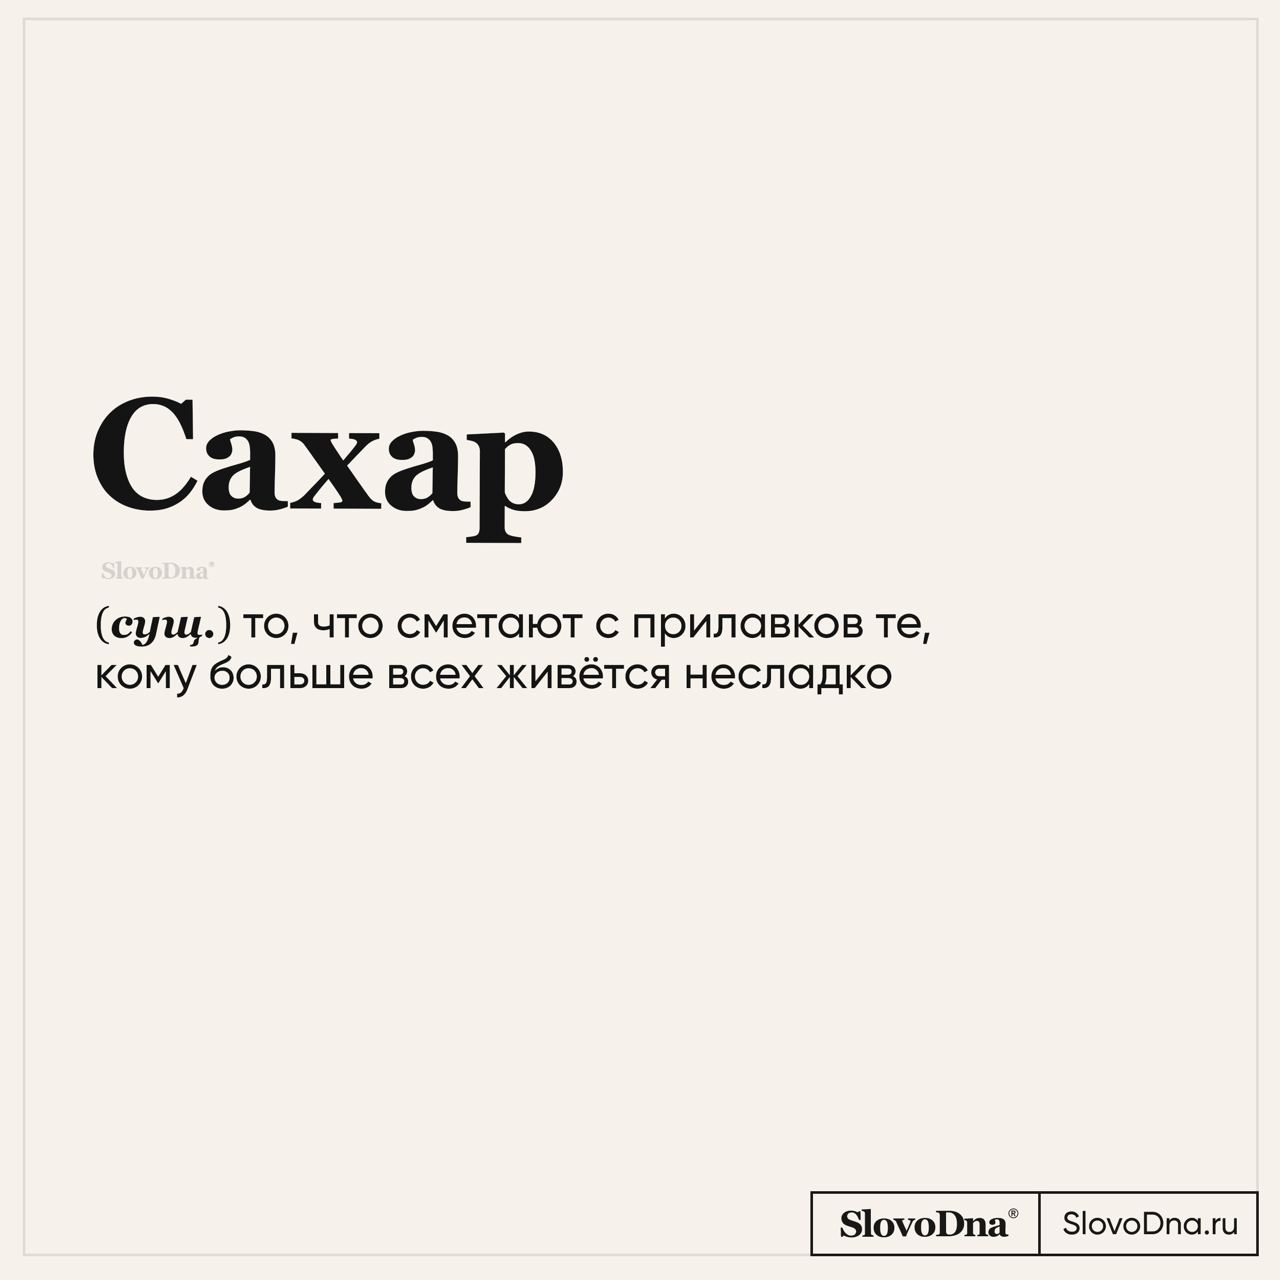 Сахар
SlovoDna®
(сущ.) то, что сметают с прилавков те,
кому больше всех живётся несладко
SlovoDna®
SlovoDna.ru